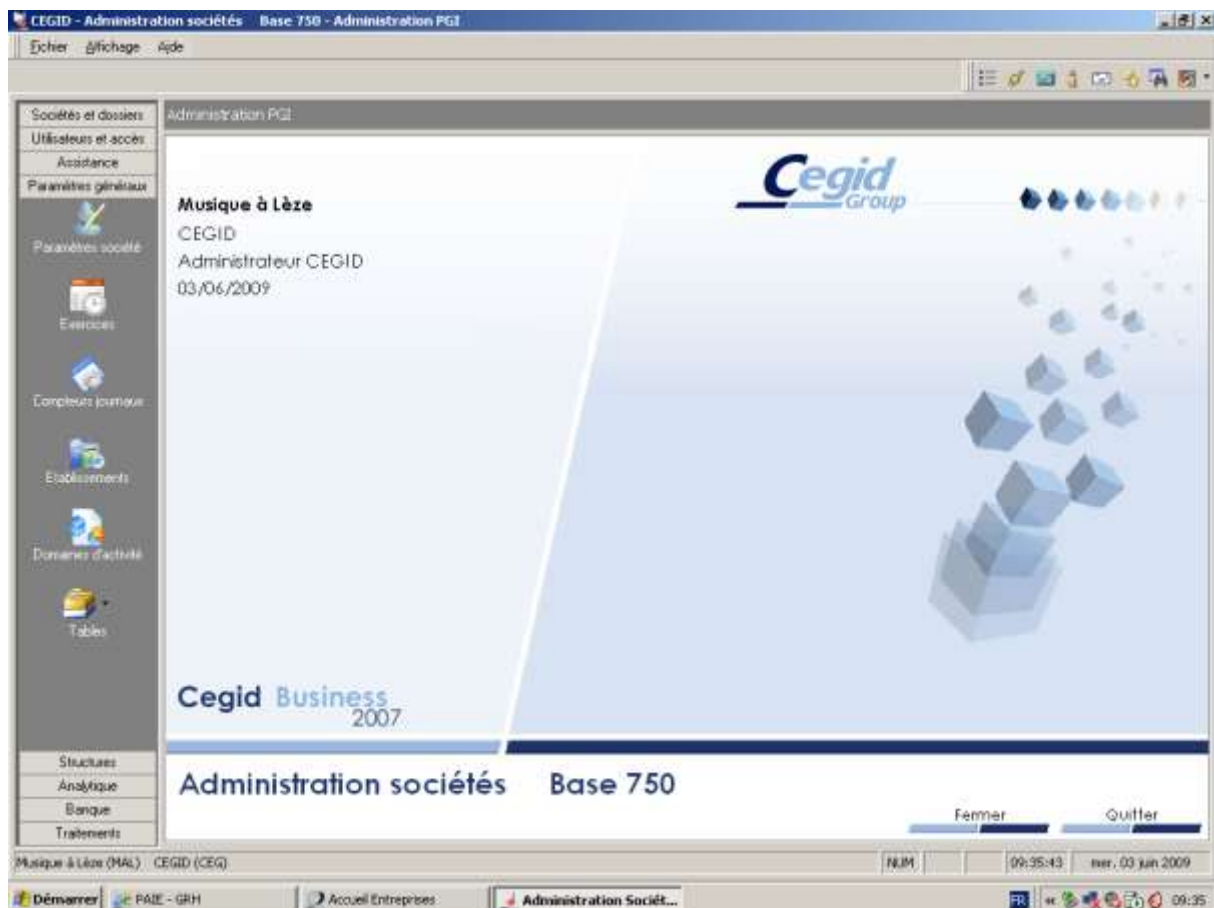 CEGID - Administration sociétés Base 750 - Administration PGI
Fichier Affichage Aide
Sociétés et dossiers
Utilisateurs et accès
Assistance
Paramètres généraux
Paramètres société
Exercices
Compteurs journaux
Etablissements
Domaines d'activité
Tables
Structures
Analytique
Banque
Traitements
Administration PGI
Cegid
Group
Musique à Lèze
CEGID
Administrateur CEGID
03/06/2009
Cegid Business
2007
Administration sociétés Base 750
Fermer Quitter
Musique à Lèze (MAL) CEGID (CEG) NUM 09:35:43 mer. 03 juin 2009
Démarrer PAIE - GRH Accueil Entreprises Administration Sociét... FR « 09:35